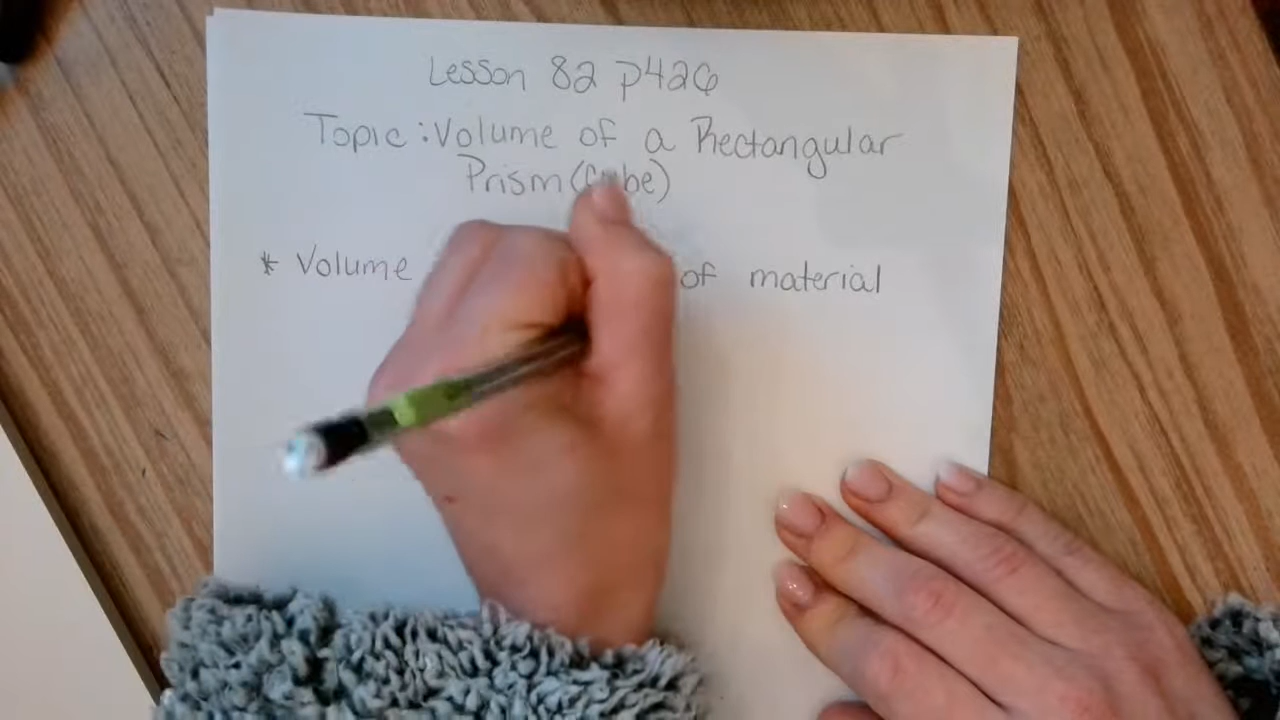 Lesson 82 p426
Topic: Volume of a Rectangular
Prism (Cube)
* Volume of material